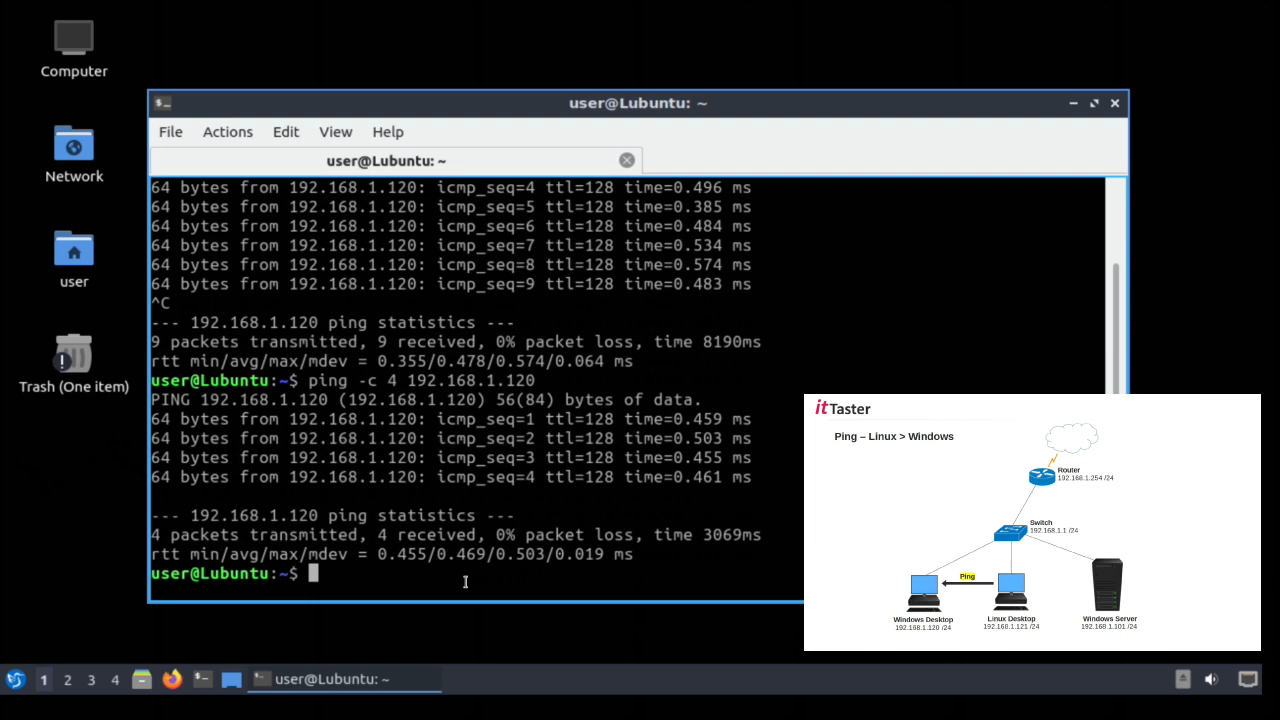 Computer
Network
user
Trash (One item)
user@Lubuntu: ~
File Actions Edit View Help
user@Lubuntu: ~
64 bytes from 192.168.1.120: icmp_seq=4 ttl=128 time=0.496 ms
64 bytes from 192.168.1.120: icmp_seq=5 ttl=128 time=0.385 ms
64 bytes from 192.168.1.120: icmp_seq=6 ttl=128 time=0.484 ms
64 bytes from 192.168.1.120: icmp_seq=7 ttl=128 time=0.534 ms
64 bytes from 192.168.1.120: icmp_seq=8 ttl=128 time=0.574 ms
64 bytes from 192.168.1.120: icmp_seq=9 ttl=128 time=0.483 ms
^C
--- 192.168.1.120 ping statistics ---
9 packets transmitted, 9 received, 0% packet loss, time 8190ms
rtt min/avg/max/mdev = 0.355/0.478/0.574/0.064 ms
user@Lubuntu:~$ ping -c 4 192.168.1.120
PING 192.168.1.120 (192.168.1.120) 56(84) bytes of data.
64 bytes from 192.168.1.120: icmp_seq=1 ttl=128 time=0.459 ms
64 bytes from 192.168.1.120: icmp_seq=2 ttl=128 time=0.503 ms
64 bytes from 192.168.1.120: icmp_seq=3 ttl=128 time=0.455 ms
64 bytes from 192.168.1.120: icmp_seq=4 ttl=128 time=0.461 ms
--- 192.168.1.120 ping statistics ---
4 packets transmitted, 4 received, 0% packet loss, time 3069ms
rtt min/avg/max/mdev = 0.455/0.469/0.503/0.019 ms
user@Lubuntu:~$
itTaster
Ping – Linux > Windows
Router
192.168.1.254 /24
Switch
192.168.1.1 /24
Ping
Windows Desktop
192.168.1.120 /24
Linux Desktop
192.168.1.121 /24
Windows Server
192.168.1.101 /24
1 2 3 4
user@Lubuntu: ~